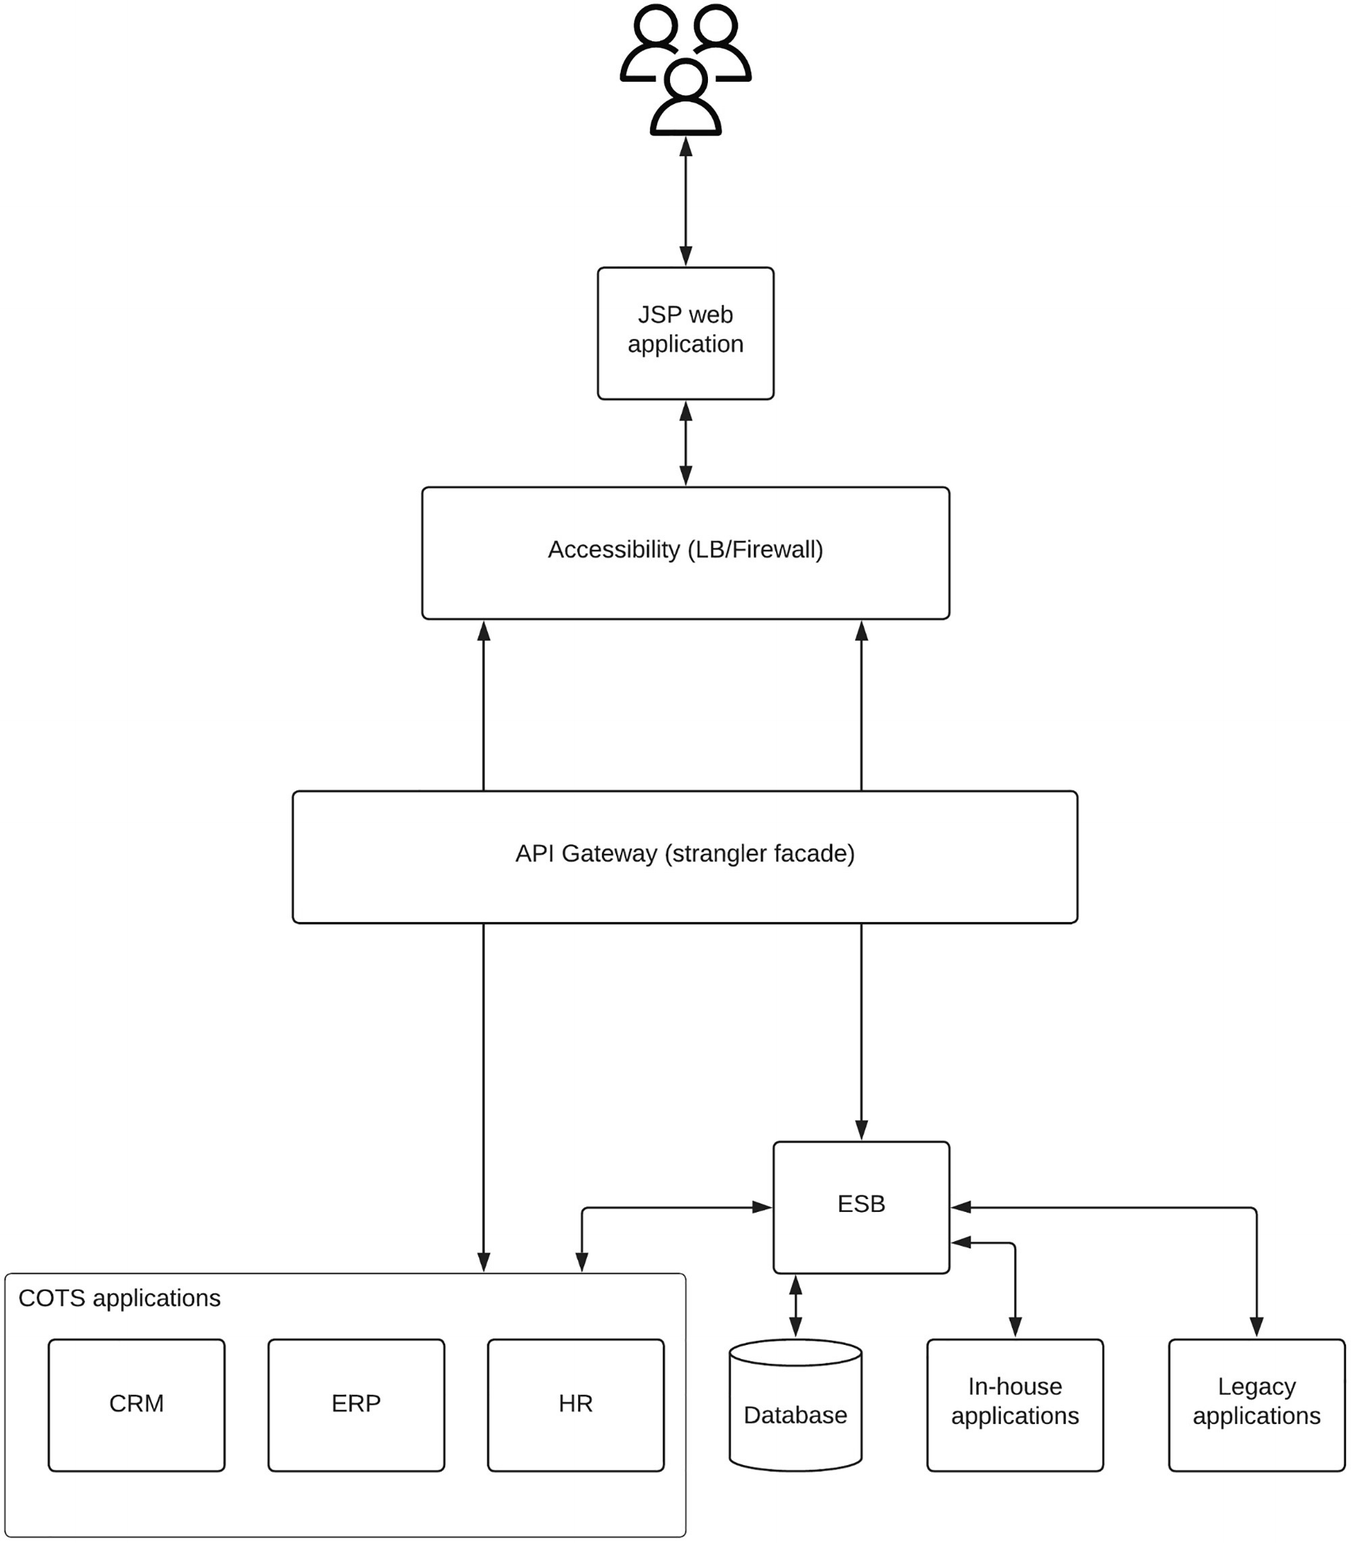 JSP web
application
Accessibility (LB/Firewall)
API Gateway (strangler facade)
ESB
COTS applications
CRM
ERP
HR
Database
In-house
applications
Legacy
applications